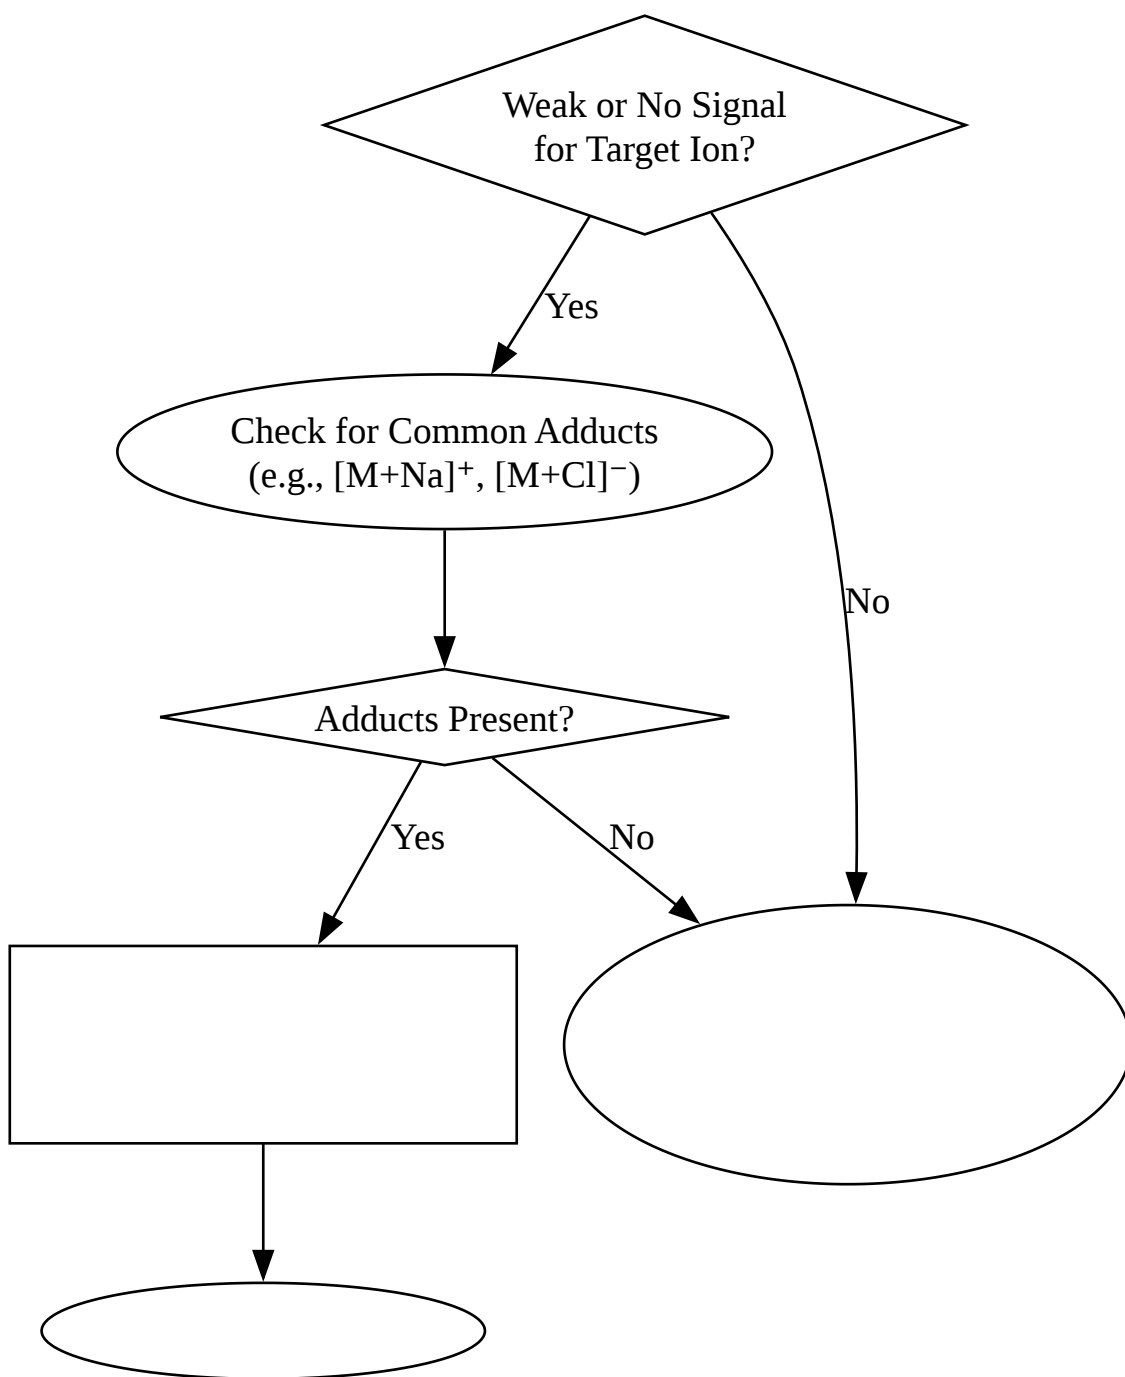 Weak or No Signal
for Target Ion?
Yes
Check for Common Adducts
(e.g., [M+Na]⁺, [M+Cl]⁻)
No
Adducts Present?
Yes
No